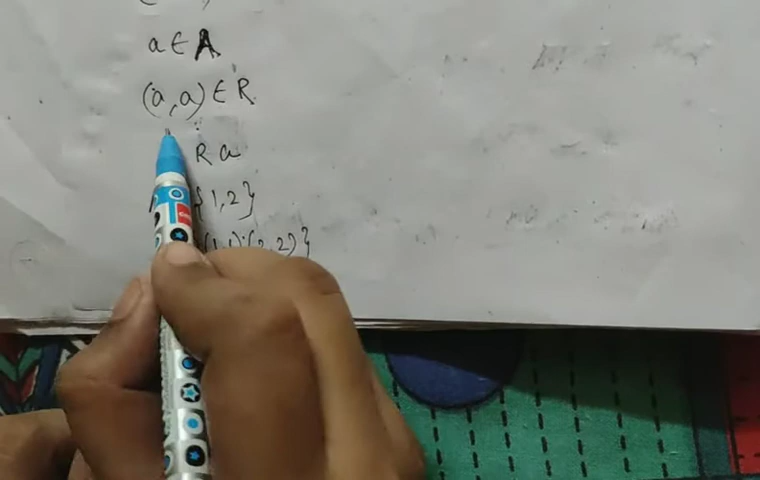 a ∈ A
(a, a) ∈ R
R a
{1, 2}
(1, 1), (2, 2)}